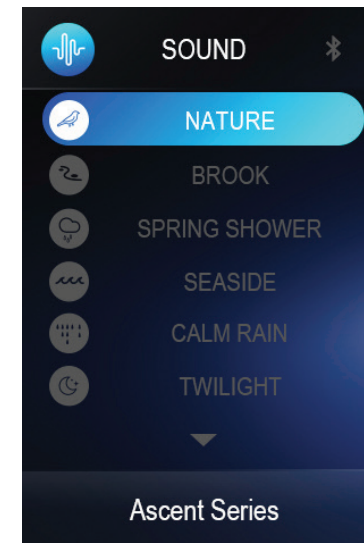 SOUND
NATURE
BROOK
SPRING SHOWER
SEASIDE
CALM RAIN
TWILIGHT
Ascent Series